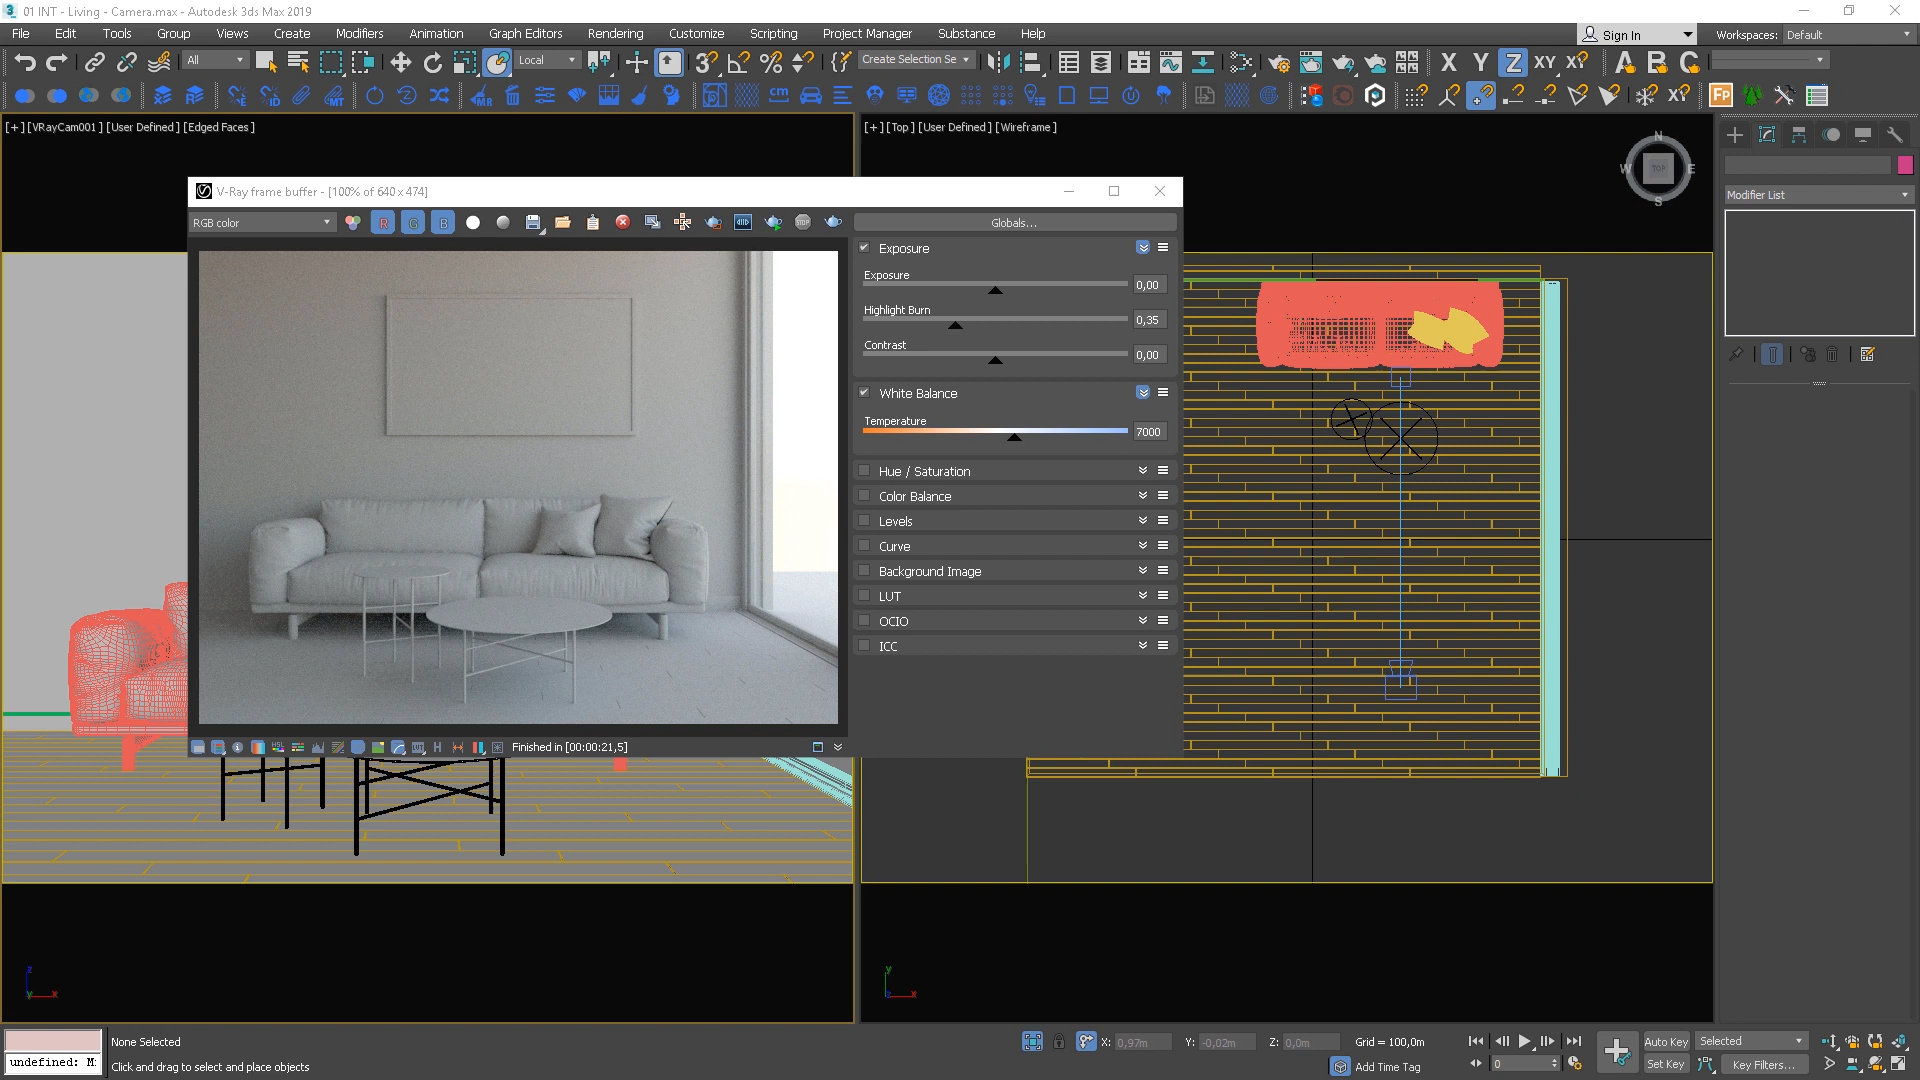 01 INT - Living - Camera.max - Autodesk 3ds Max 2019
File Edit Tools Group Views Create Modifiers Animation Graph Editors Rendering Customize Scripting Project Manager Substance Help Sign In Workspaces: Default
All Local Create Selection Se X Y Z XY XY
[+] [VRayCam001 ] [User Defined ] [Edged Faces ]
[+] [Top ] [User Defined ] [Wireframe ]
N
W TOP E
S
Modifier List
V-Ray frame buffer - [100% of 640 x 474]
RGB color R G B STOP Globals...
Exposure
Exposure
0,00
Highlight Burn
0,35
Contrast
0,00
White Balance
Temperature
7000
Hue / Saturation
Color Balance
Levels
Curve
Background Image
LUT
OCIO
ICC
Finished in [00:00:21,5]
z
y x
y
z x
None Selected
undefined: M:
Click and drag to select and place objects
X: 0,97m Y: -0,02m Z: 0,0m Grid = 100,0m
Add Time Tag
0
Auto Key Selected
Set Key Key Filters...